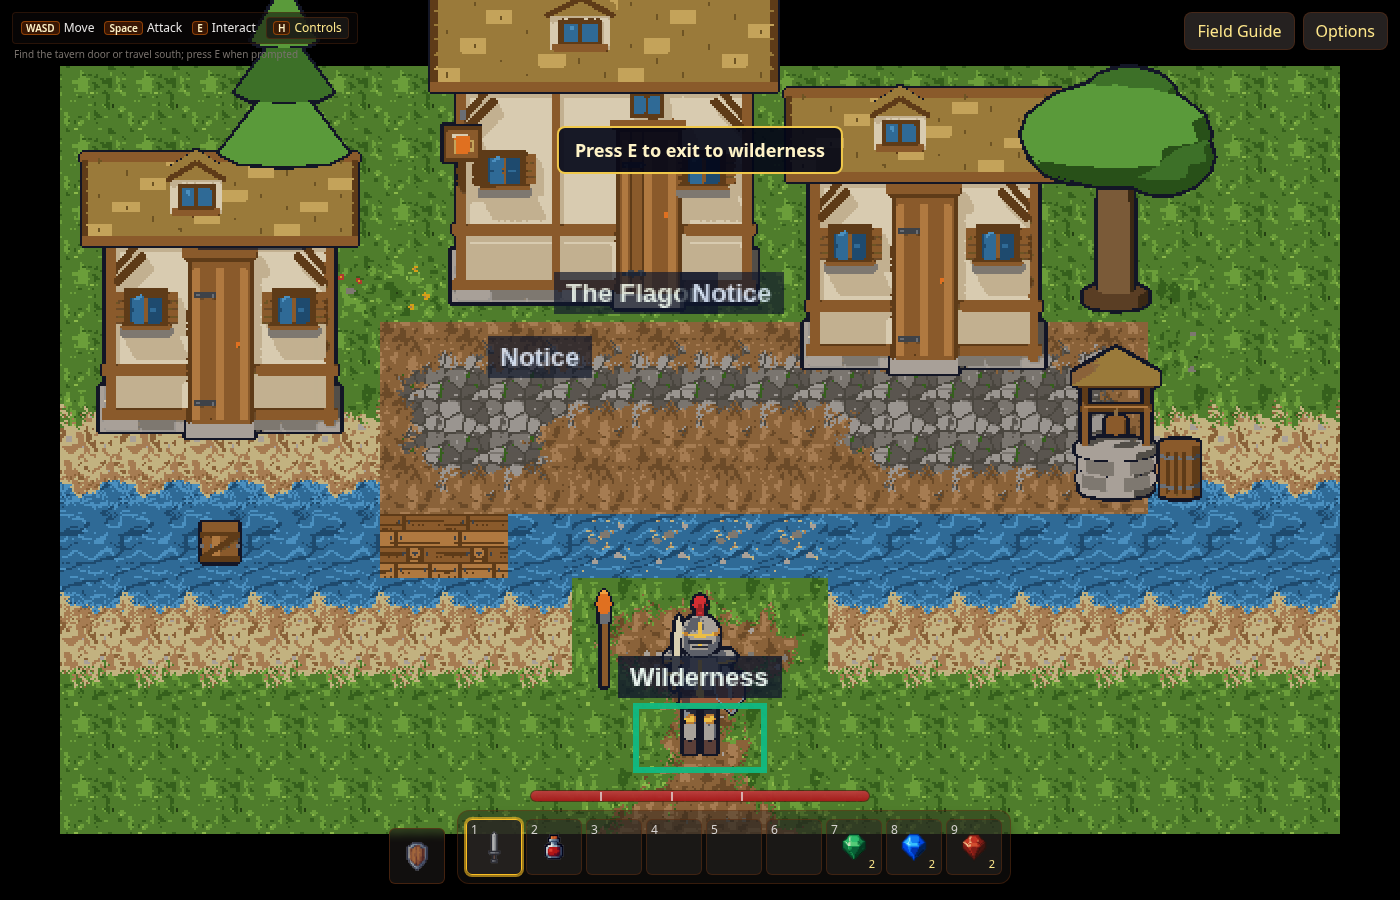 WASD Move Space Attack E Interact H Controls
Find the tavern door or travel south; press E when prompted
Field Guide
Options
Press E to exit to wilderness
The Flago
Notice
Notice
Wilderness
1 2 3 4 5 6 7 8 9
2 2 2